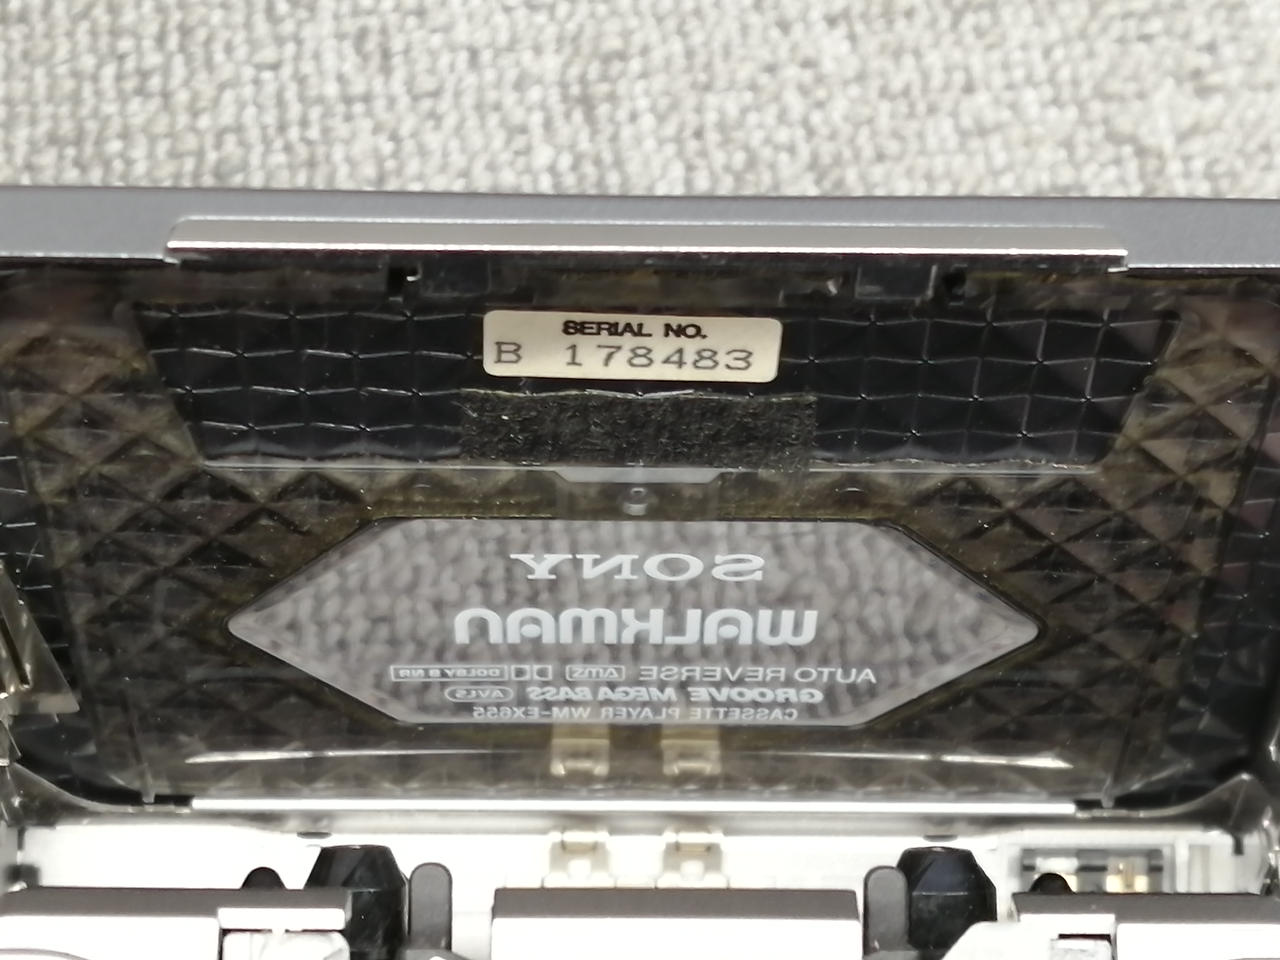 SERIAL NO.
B 178483
SONY
WALKMAN
AUTO REVERSE AMS DOLBY B NR
GROOVE MEGA BASS AVLS
CASSETTE PLAYER WM-EX655